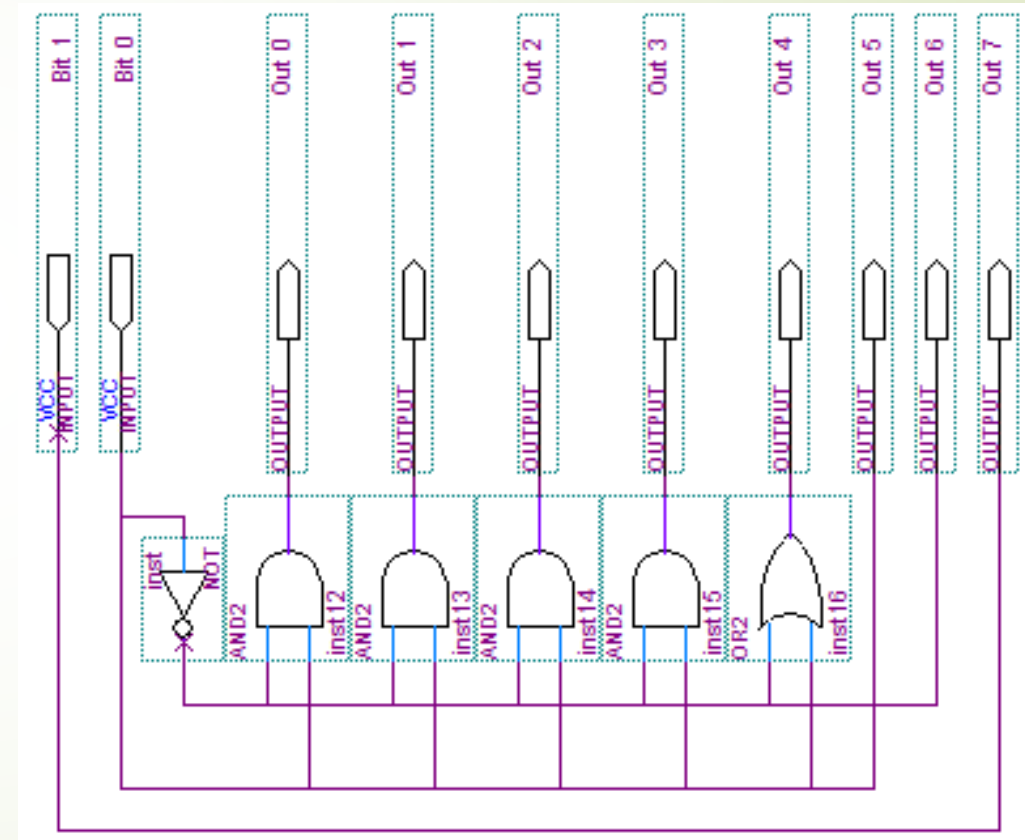 Bit 1
Bit 0
Out 0
Out 1
Out 2
Out 3
Out 4
Out 5
Out 6
Out 7
VCC
INPUT
VCC
INPUT
OUTPUT
OUTPUT
OUTPUT
OUTPUT
OUTPUT
OUTPUT
OUTPUT
OUTPUT
inst
NOT
AND2
inst12
AND2
inst13
AND2
inst14
AND2
inst15
OR2
inst16